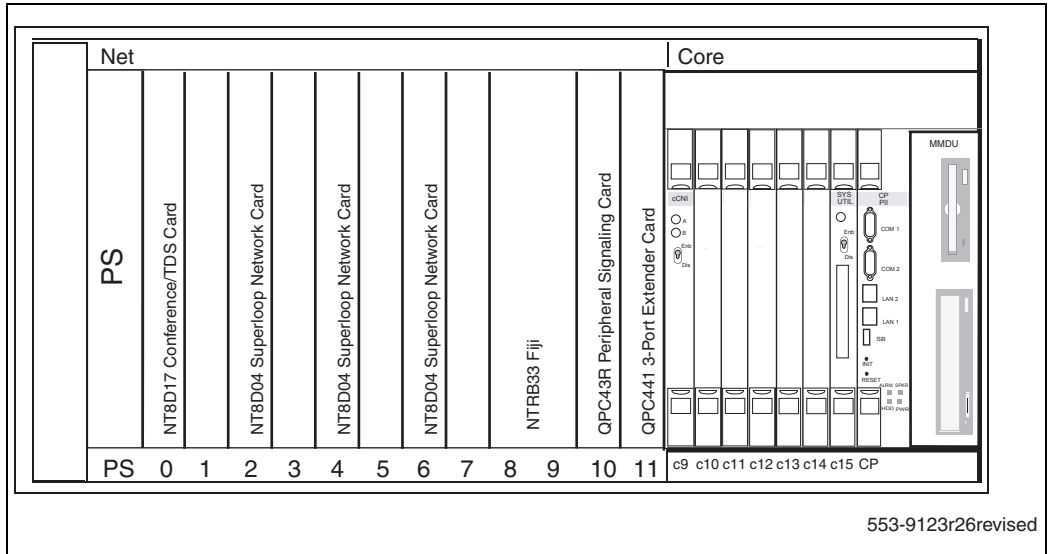 Net
Core
PS
NT8D17 Conference/TDS Card
NT8D04 Superloop Network Card
NT8D04 Superloop Network Card
NT8D04 Superloop Network Card
NTRB33 Fiji
QPC43R Peripheral Signaling Card
QPC441 3-Port Extender Card
cCNI
A
B
Enb
Dis
SYS
UTIL
Enb
Dis
CP
PII
COM 1
COM 2
LAN 2
LAN 1
SIB
INIT
RESET
ALRM SPKR
HDD PWR
MMDU
PS 0 1 2 3 4 5 6 7 8 9 10 11 c9 c10 c11 c12 c13 c14 c15 CP
553-9123r26revised